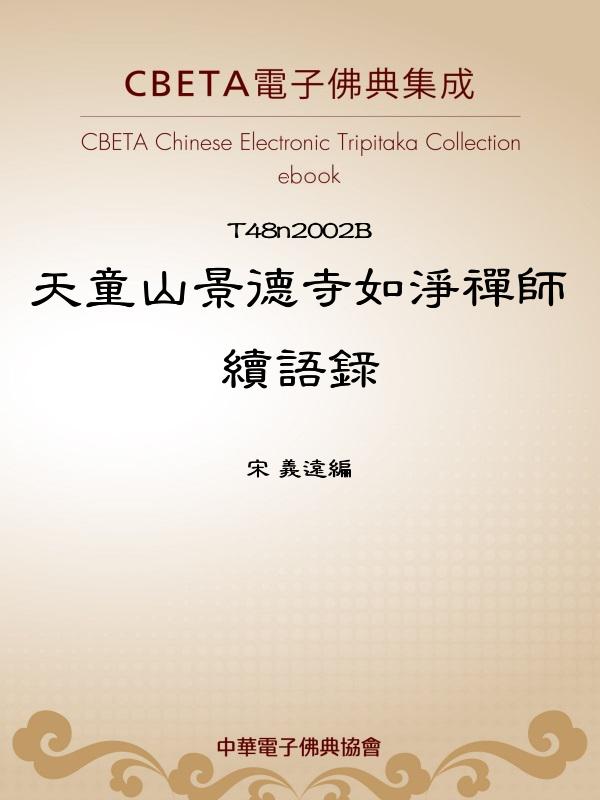 CBETA電子佛典集成
CBETA Chinese Electronic Tripitaka Collection
ebook
T48n2002B
天童山景德寺如淨禪師
續語錄
宋 義遠編
中華電子佛典協會